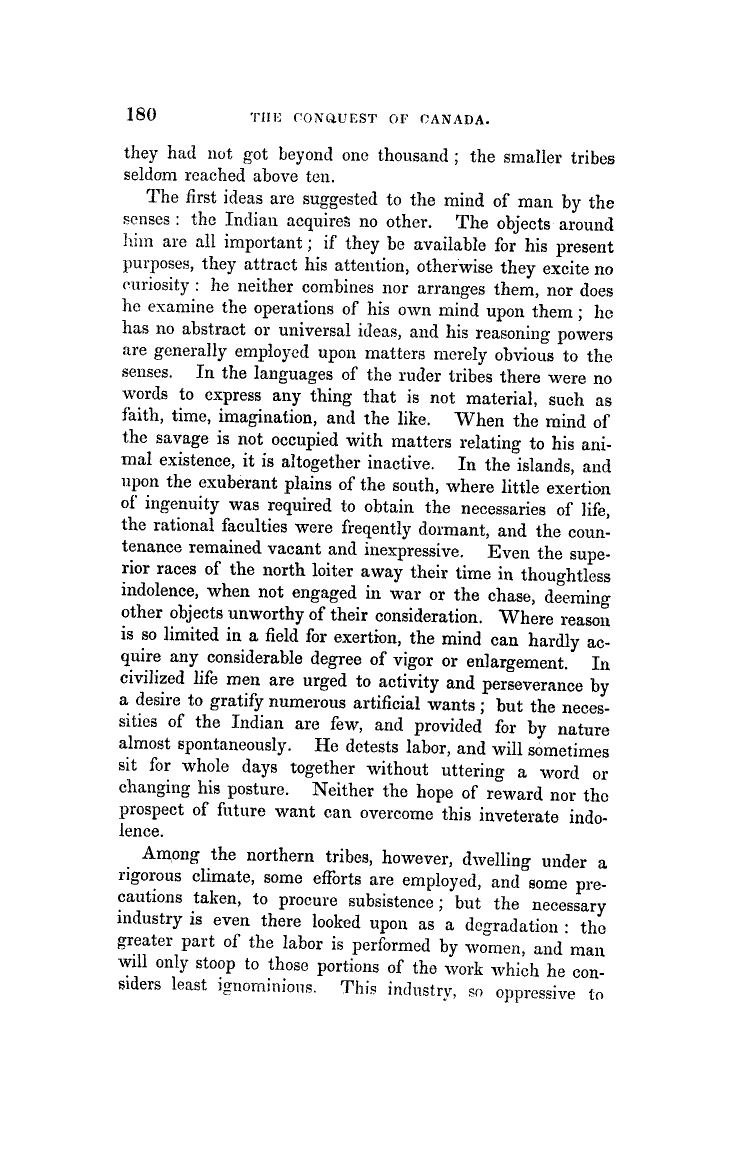 180 THE CONQUEST OF CANADA.
they had not got beyond one thousand ; the smaller tribes
seldom reached above ten.
The first ideas are suggested to the mind of man by the
senses : the Indian acquires no other. The objects around
him are all important ; if they be available for his present
purposes, they attract his attention, otherwise they excite no
curiosity : he neither combines nor arranges them, nor does
he examine the operations of his own mind upon them ; he
has no abstract or universal ideas, and his reasoning powers
are generally employed upon matters merely obvious to the
senses. In the languages of the ruder tribes there were no
words to express any thing that is not material, such as
faith, time, imagination, and the like. When the mind of
the savage is not occupied with matters relating to his ani-
mal existence, it is altogether inactive. In the islands, and
upon the exuberant plains of the south, where little exertion
of ingenuity was required to obtain the necessaries of life,
the rational faculties were freqently dormant, and the coun-
tenance remained vacant and inexpressive. Even the supe-
rior races of the north loiter away their time in thoughtless
indolence, when not engaged in war or the chase, deeming
other objects unworthy of their consideration. Where reason
is so limited in a field for exertion, the mind can hardly ac-
quire any considerable degree of vigor or enlargement. In
civilized life men are urged to activity and perseverance by
a desire to gratify numerous artificial wants ; but the neces-
sities of the Indian are few, and provided for by nature
almost spontaneously. He detests labor, and will sometimes
sit for whole days together without uttering a word or
changing his posture. Neither the hope of reward nor the
prospect of future want can overcome this inveterate indo-
lence.
Among the northern tribes, however, dwelling under a
rigorous climate, some efforts are employed, and some pre-
cautions taken, to procure subsistence ; but the necessary
industry is even there looked upon as a degradation : the
greater part of the labor is performed by women, and man
will only stoop to those portions of the work which he con-
siders least ignominious. This industry, so oppressive to